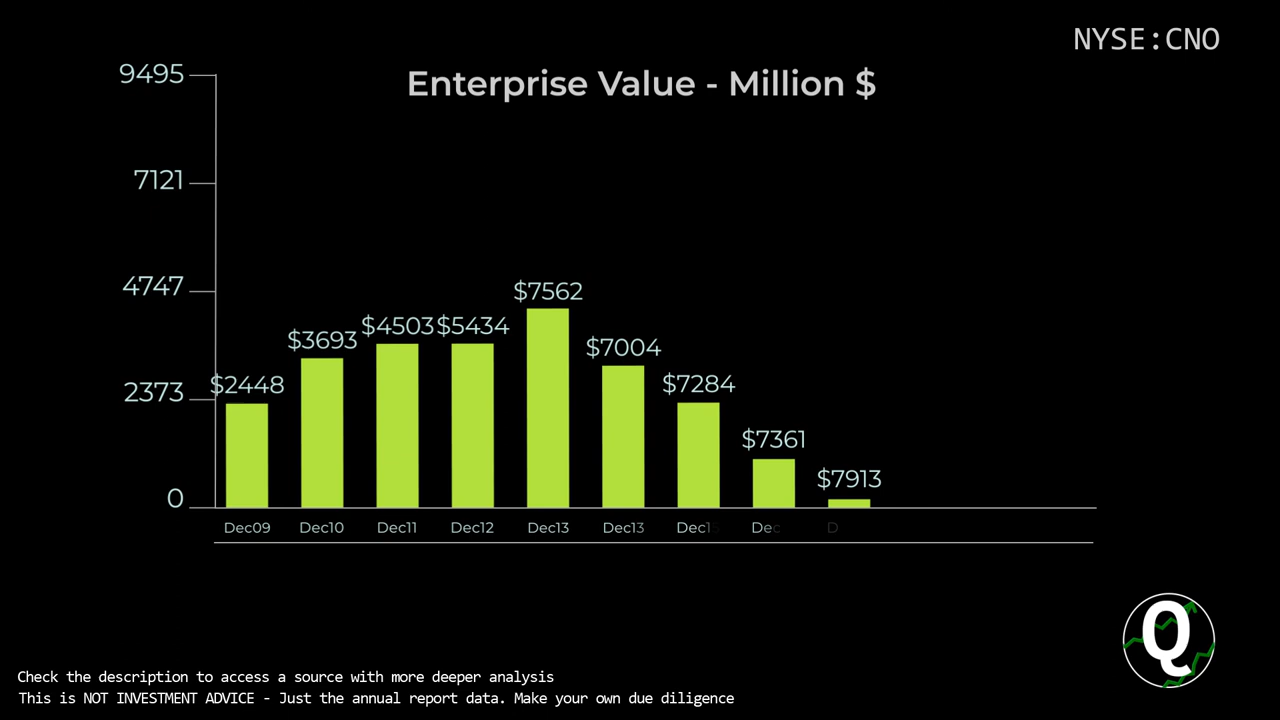 NYSE:CNO
Enterprise Value - Million $
9495
7121
4747
2373
0
$2448
$3693
$4503
$5434
$7562
$7004
$7284
$7361
$7913
Dec09
Dec10
Dec11
Dec12
Dec13
Dec13
Dec15
Dec
D
Q
Check the description to access a source with more deeper analysis
This is NOT INVESTMENT ADVICE - Just the annual report data. Make your own due diligence